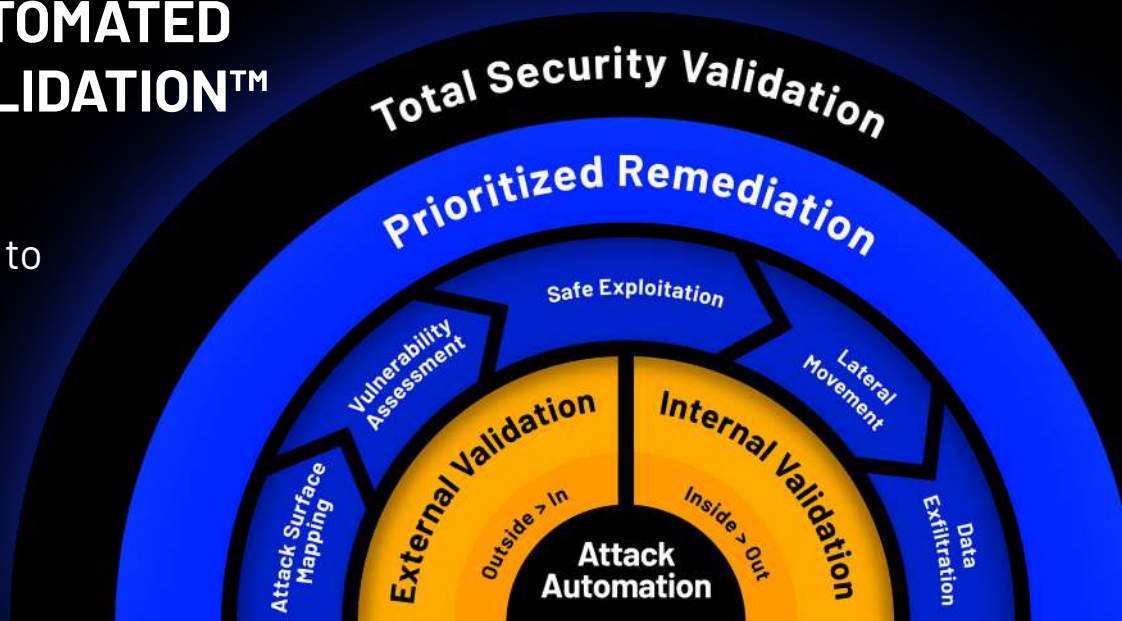 TOMATED
LIDATION™
to
Total Security Validation
Prioritized Remediation
Safe Exploitation
Vulnerability
Assessment
Lateral
Movement
Attack Surface
Mapping
Data
Exfiltration
External Validation
Internal Validation
Outside > In
Inside > Out
Attack
Automation